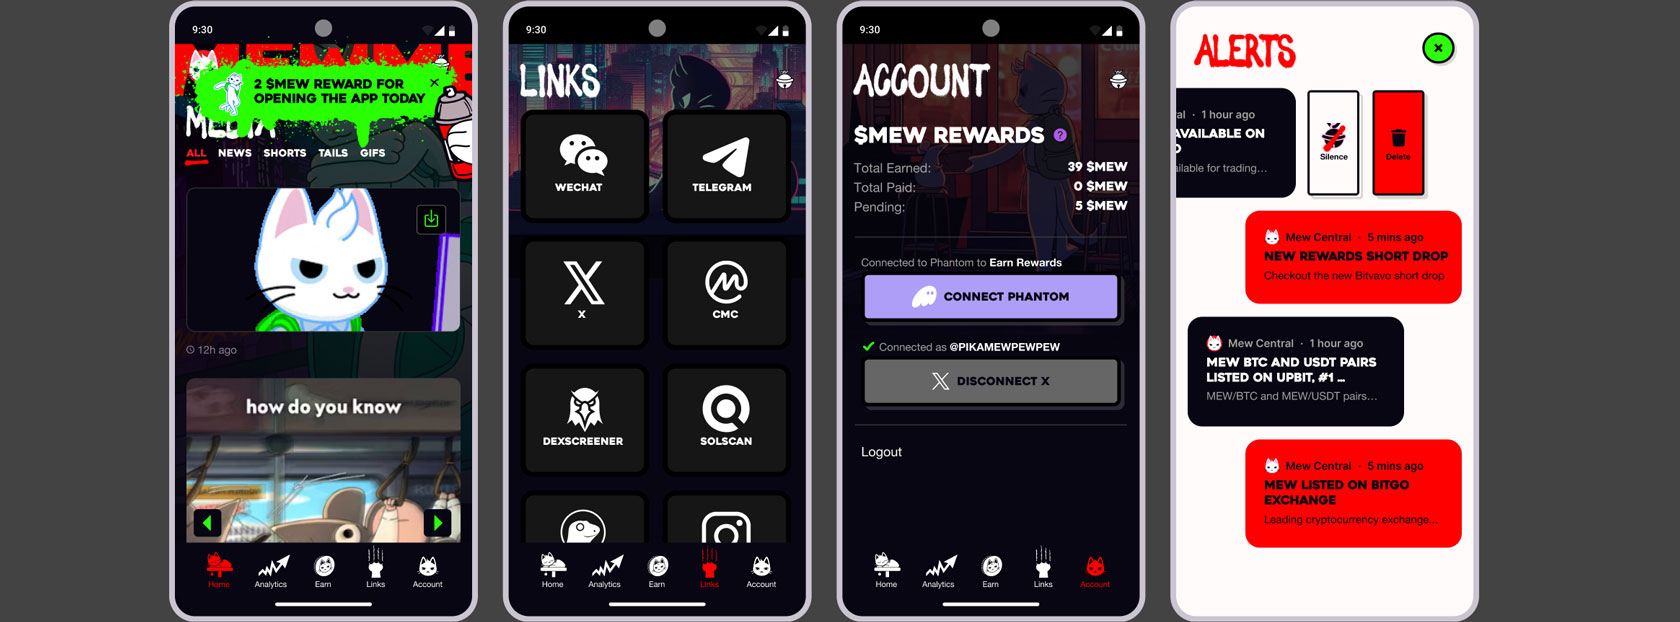 9:30
2 $MEW REWARD FOR
OPENING THE APP TODAY
MEDIA
ALL NEWS SHORTS TAILS GIFS
12h ago
how do you know
Home Analytics Earn Links Account
9:30
LINKS
WECHAT TELEGRAM
X CMC
DEXSCREENER SOLSCAN
Home Analytics Earn Links Account
9:30
ACCOUNT
$MEW REWARDS ?
Total Earned: 39 $MEW
Total Paid: 0 $MEW
Pending: 5 $MEW
Connected to Phantom to Earn Rewards
CONNECT PHANTOM
Connected as @PIKAMEWPEWPEW
DISCONNECT X
Logout
Home Analytics Earn Links Account
ALERTS
al · 1 hour ago
AVAILABLE ON
ilable for trading...
Silence
Delete
Mew Central · 5 mins ago
NEW REWARDS SHORT DROP
Checkout the new Bitvavo short drop
Mew Central · 1 hour ago
MEW BTC AND USDT PAIRS
LISTED ON UPBIT, #1 ...
MEW/BTC and MEW/USDT pairs...
Mew Central · 5 mins ago
MEW LISTED ON BITGO
EXCHANGE
Leading cryptocurrency exchange...